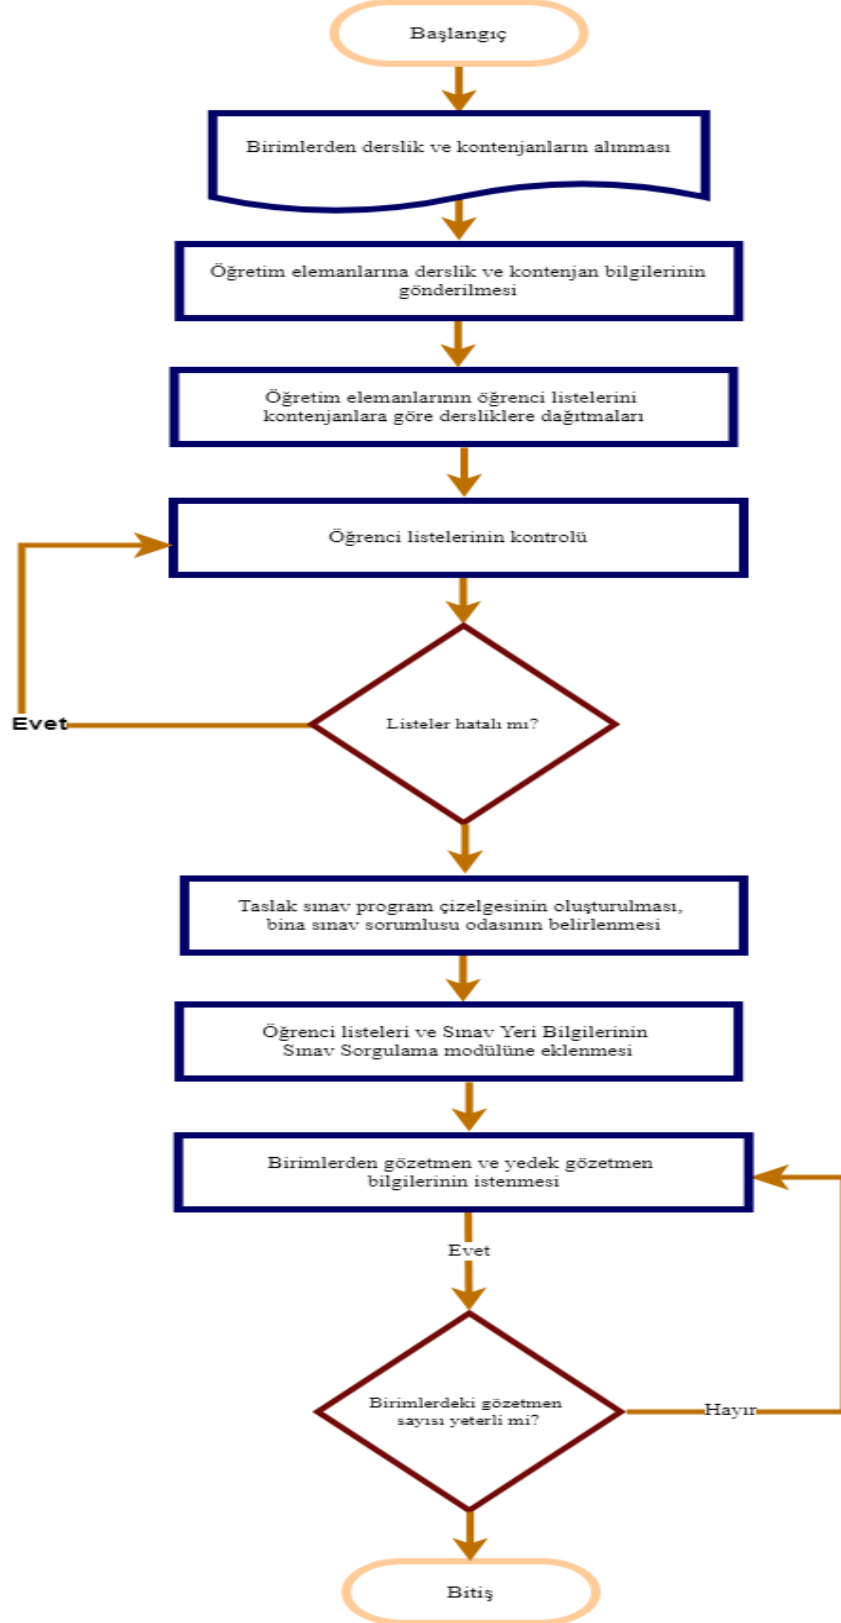 Başlangıç
Birimlerden derslik ve kontenjanların alınması
Öğretim elemanlarına derslik ve kontenjan bilgilerinin
gönderilmesi
Öğretim elemanlarının öğrenci listelerini
kontenjanlara göre dersliklere dağıtmaları
Öğrenci listelerinin kontrolü
Listeler hatalı mı?
Evet
Taslak sınav program çizelgesinin oluşturulması,
bina sınav sorumlusu odasının belirlenmesi
Öğrenci listeleri ve Sınav Yeri Bilgilerinin
Sınav Sorgulama modülüne eklenmesi
Birimlerden gözetmen ve yedek gözetmen
bilgilerinin istenmesi
Evet
Birimlerdeki gözetmen
sayısı yeterli mi?
Hayır
Bitiş